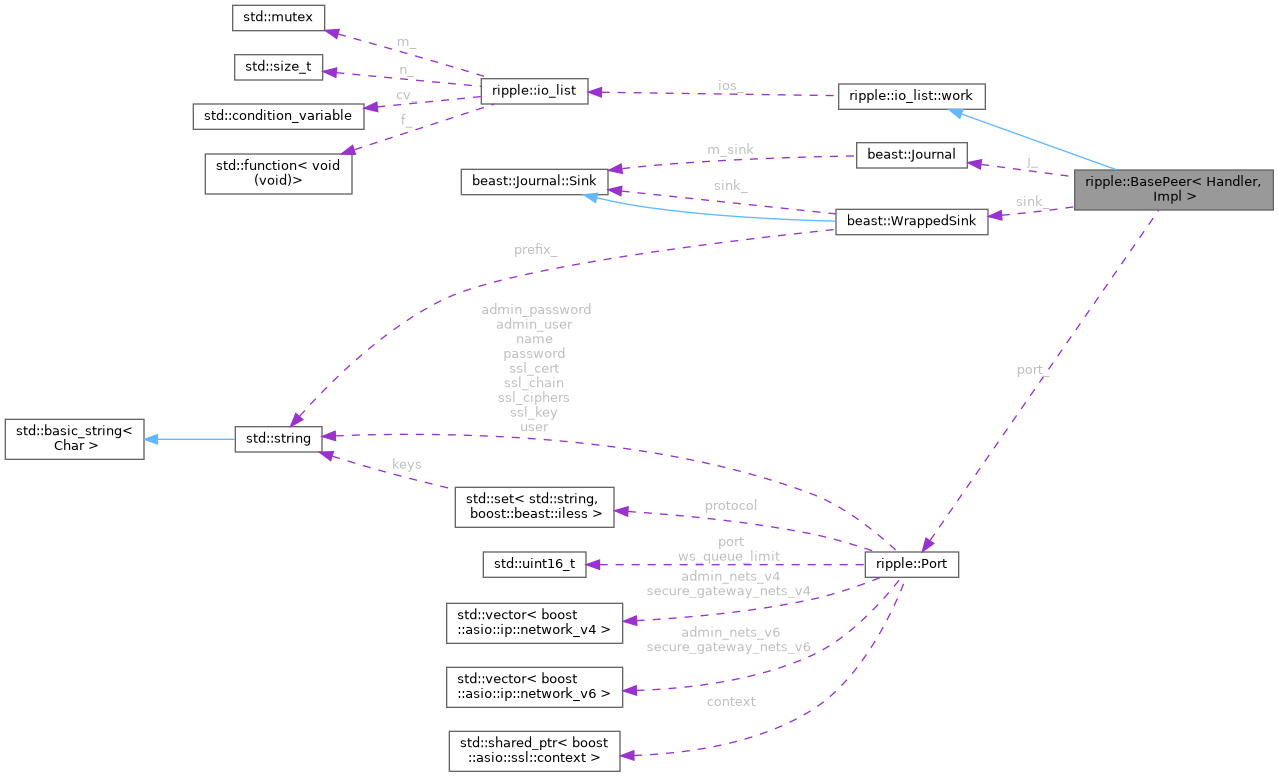 std::mutex
m_
std::size_t
n_
ripple::io_list
ios_
ripple::io_list::work
cv_
std::condition_variable
f_
std::function< void
(void)>
m_sink
beast::Journal
j_
beast::Journal::Sink
sink_
ripple::BasePeer< Handler,
Impl >
sink_
beast::WrappedSink
prefix_
admin_password
admin_user
name
password
ssl_cert
ssl_chain
ssl_ciphers
ssl_key
user
port_
std::basic_string<
Char >
std::string
keys
std::set< std::string,
boost::beast::iless >
protocol
port
ws_queue_limit
std::uint16_t
ripple::Port
admin_nets_v4
secure_gateway_nets_v4
std::vector< boost
::asio::ip::network_v4 >
admin_nets_v6
secure_gateway_nets_v6
std::vector< boost
::asio::ip::network_v6 >
context
std::shared_ptr< boost
::asio::ssl::context >